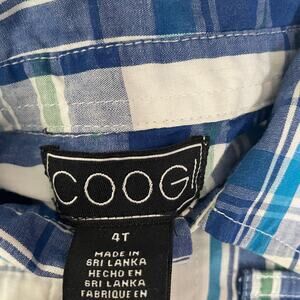 COOGI
4T
MADE IN
SRI LANKA
HECHO EN
SRI LANKA
FABRIQUE EN